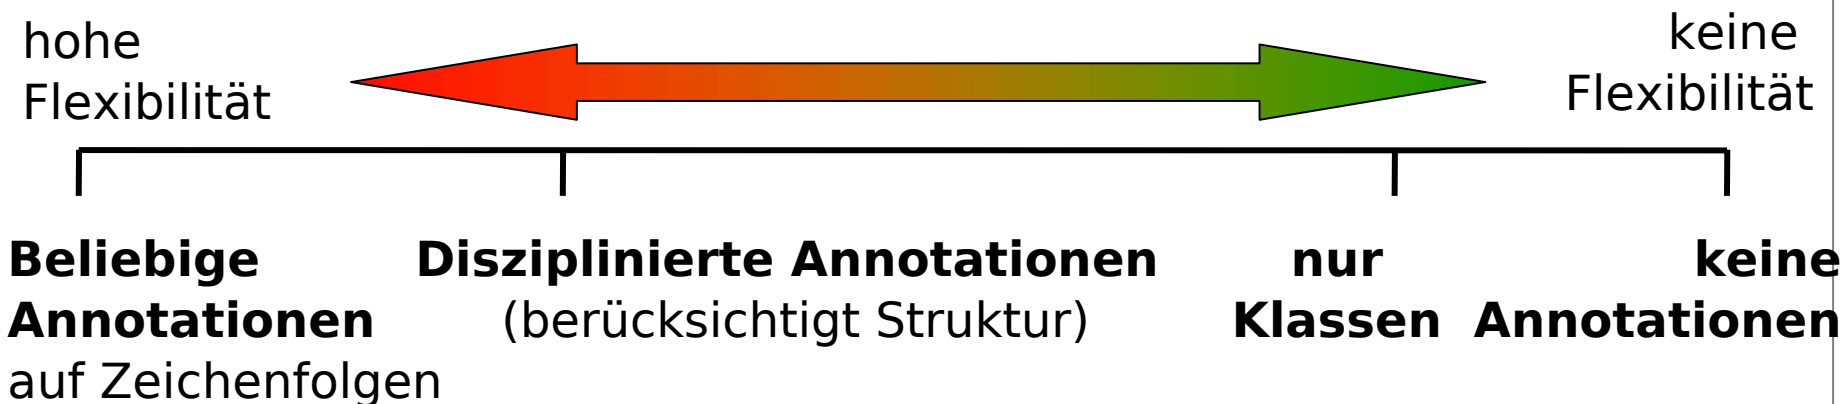 hohe
Flexibilität
keine
Flexibilität
Beliebige
Annotationen
auf Zeichenfolgen
Disziplinierte Annotationen
(berücksichtigt Struktur)
nur
Klassen
keine
Annotationen